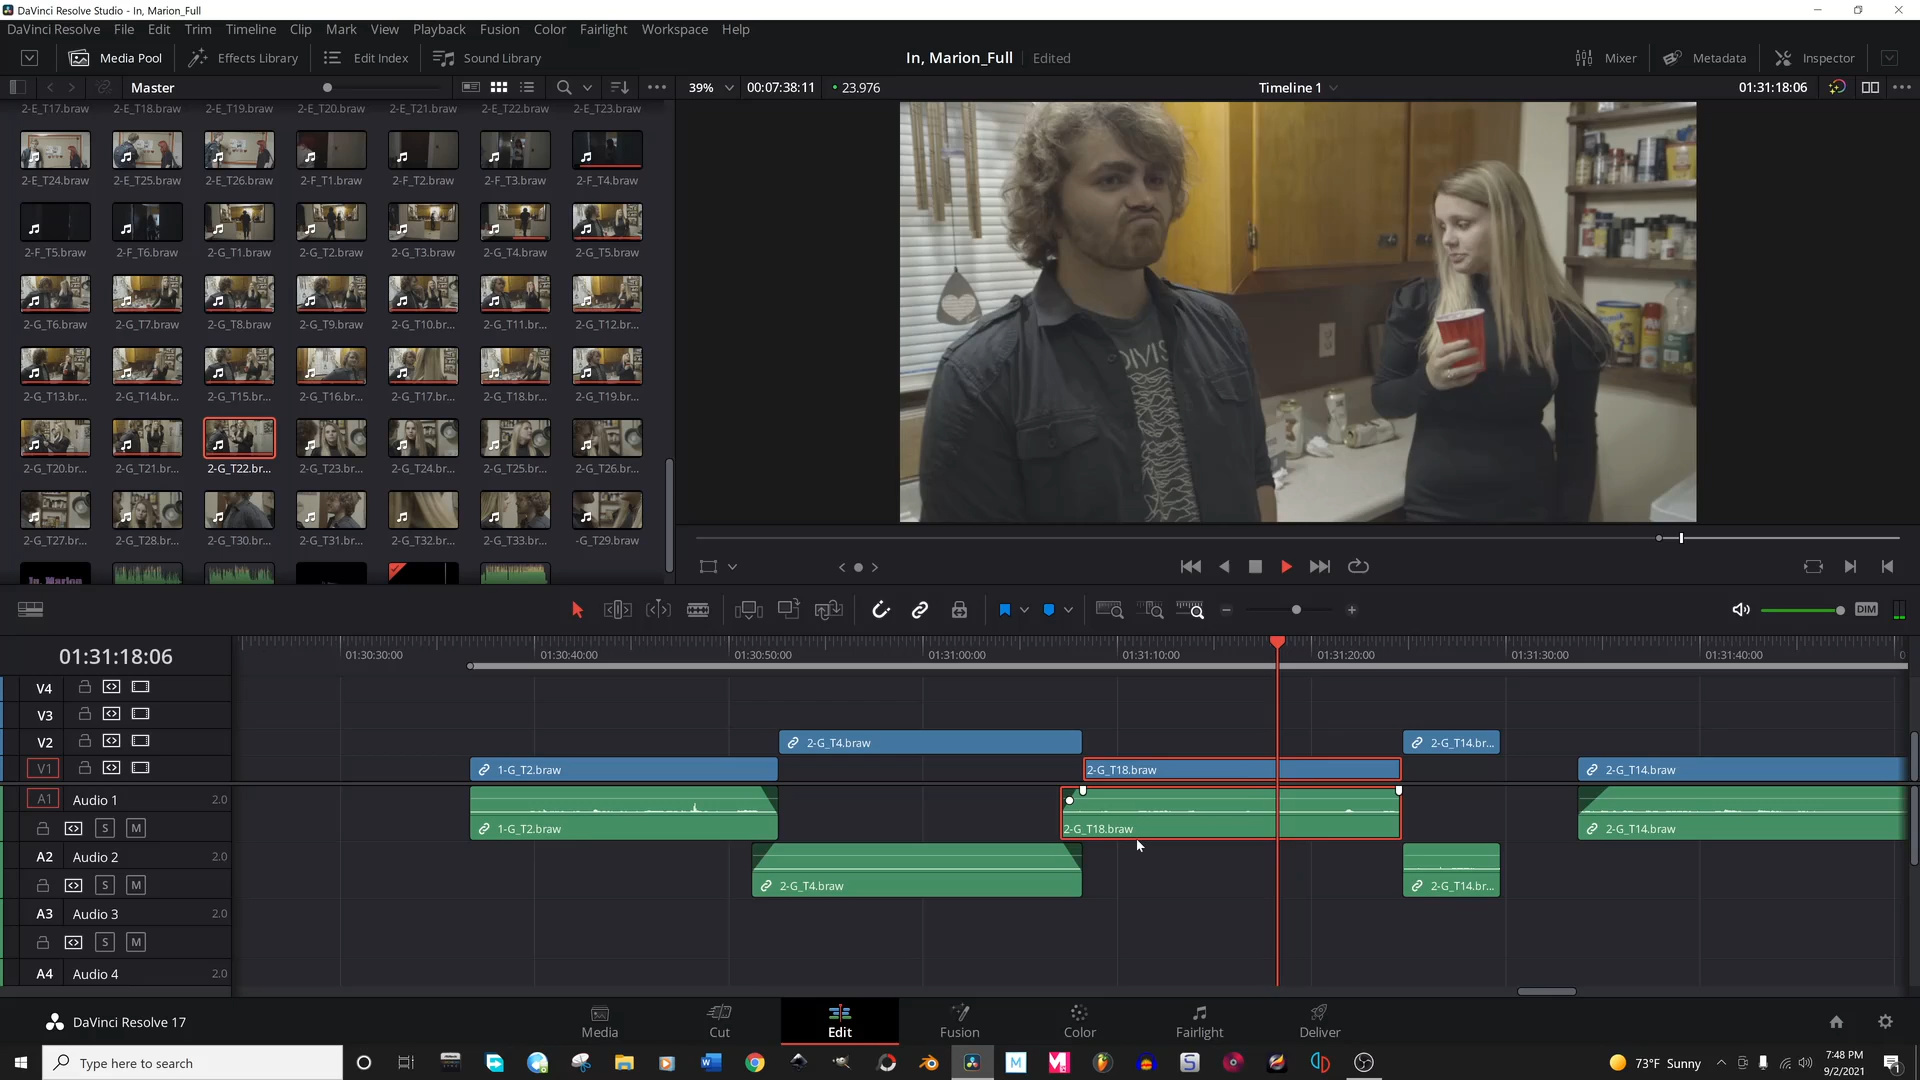 DaVinci Resolve Studio - In, Marion_Full
DaVinci Resolve File Edit Trim Timeline Clip Mark View Playback Fusion Color Fairlight Workspace Help
Media Pool Effects Library Edit Index Sound Library In, Marion_Full Edited Mixer Metadata Inspector
Master 39% 00:07:38:11 23.976 Timeline 1 01:31:18:06
2-E_T17.braw 2-E_T18.braw 2-E_T19.braw 2-E_T20.braw 2-E_T21.braw 2-E_T22.braw 2-E_T23.braw
2-E_T24.braw 2-E_T25.braw 2-E_T26.braw 2-F_T1.braw 2-F_T2.braw 2-F_T3.braw 2-F_T4.braw
2-F_T5.braw 2-F_T6.braw 2-G_T1.braw 2-G_T2.braw 2-G_T3.braw 2-G_T4.braw 2-G_T5.braw
2-G_T6.braw 2-G_T7.braw 2-G_T8.braw 2-G_T9.braw 2-G_T10.br... 2-G_T11.br... 2-G_T12.br...
2-G_T13.br... 2-G_T14.br... 2-G_T15.br... 2-G_T16.br... 2-G_T17.br... 2-G_T18.br... 2-G_T19.br...
2-G_T20.br... 2-G_T21.br... 2-G_T22.br... 2-G_T23.br... 2-G_T24.br... 2-G_T25.br... 2-G_T26.br...
2-G_T27.br... 2-G_T28.br... 2-G_T30.br... 2-G_T31.br... 2-G_T32.br... 2-G_T33.br... -G_T29.braw
In, Marion
DIVIS
DIM
01:31:18:06 01:30:30:00 01:30:40:00 01:30:50:00 01:31:00:00 01:31:10:00 01:31:20:00 01:31:30:00 01:31:40:00 0
V4
V3
V2 2-G_T4.braw 2-G_T14.br...
V1 1-G_T2.braw 2-G_T18.braw 2-G_T14.braw
A1 Audio 1 2.0
S M 1-G_T2.braw 2-G_T18.braw 2-G_T14.braw
A2 Audio 2 2.0
S M 2-G_T4.braw 2-G_T14.br...
A3 Audio 3 2.0
S M
A4 Audio 4 2.0
DaVinci Resolve 17 Media Cut Edit Fusion Color Fairlight Deliver
Type here to search 73°F Sunny 7:48 PM
9/2/2021